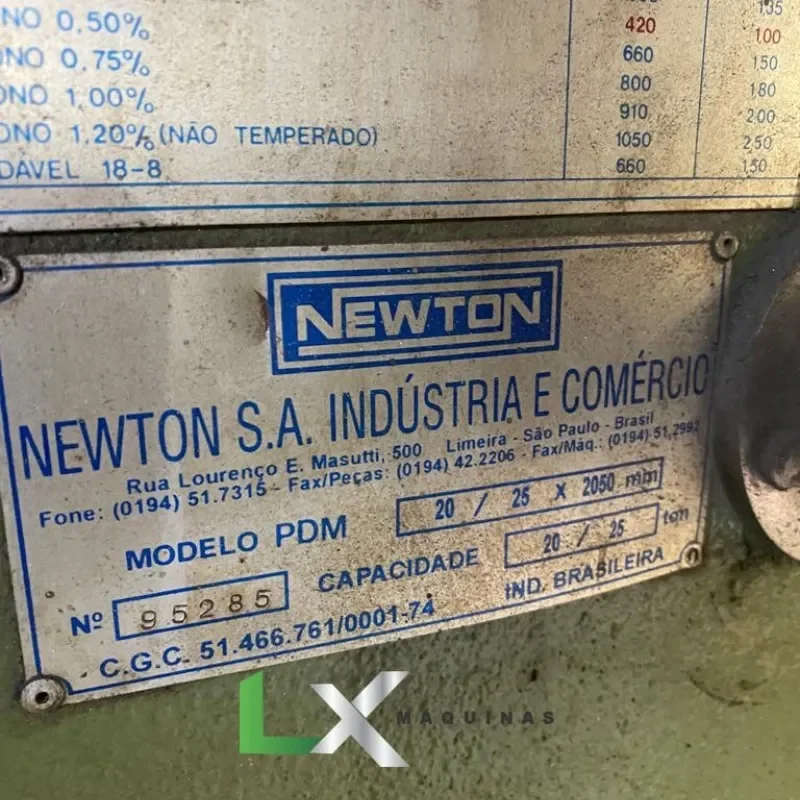 NO 0,50% 420 100
ONO 0,75% 660 150
ONO 1,00% 800 180
ONO 1.20% (NÃO TEMPERADO) 910 200
1050 250
DÁVEL 18-8 660 150
NEWTON
NEWTON S.A. INDÚSTRIA E COMÉRCIO
Rua Lourenço E. Masutti, 500 Limeira - São Paulo - Brasil
Fone: (0194) 51.7315 - Fax/Peças: (0194) 42.2206 - Fax/Máq.: (0194) 51.2992
MODELO PDM 20 / 25 X 2050 mm
CAPACIDADE 20 / 25 ton
Nº 95285 IND. BRASILEIRA
C.G.C. 51.466.761/0001-74
LX MAQUINAS